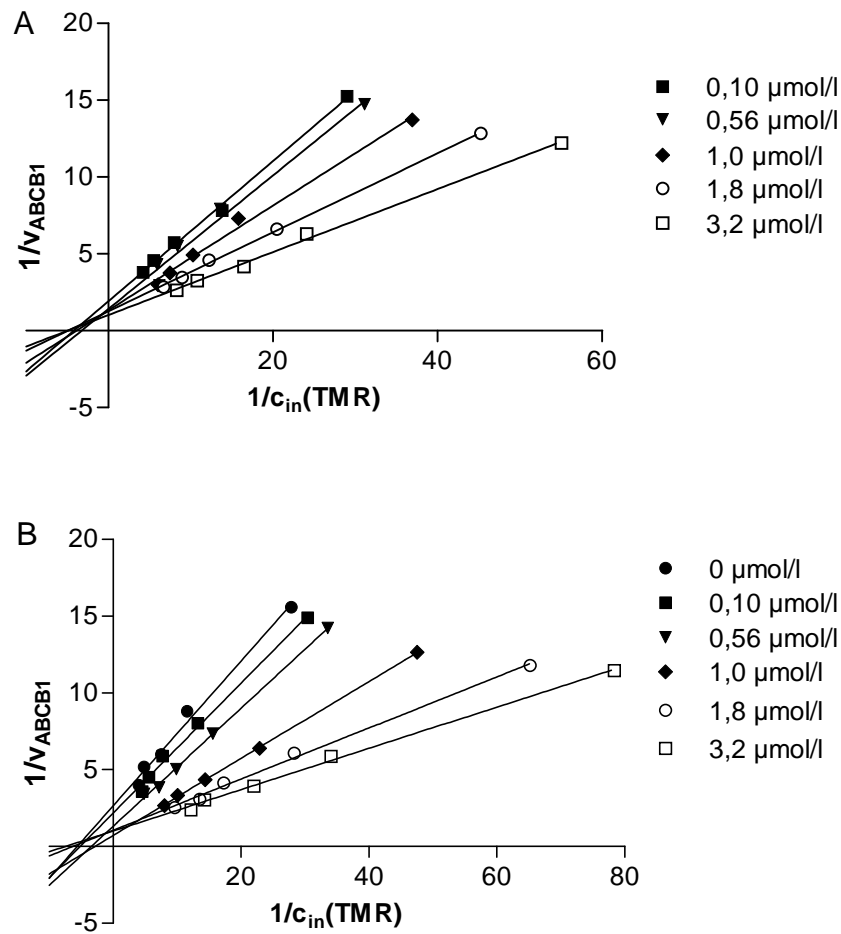 A
20
15
10
5
-5
1/vABCB1
20
40
60
1/cin(TMR)
0,10 µmol/l
0,56 µmol/l
1,0 µmol/l
1,8 µmol/l
3,2 µmol/l
B
20
15
10
5
-5
1/vABCB1
20
40
60
80
1/cin(TMR)
0 µmol/l
0,10 µmol/l
0,56 µmol/l
1,0 µmol/l
1,8 µmol/l
3,2 µmol/l